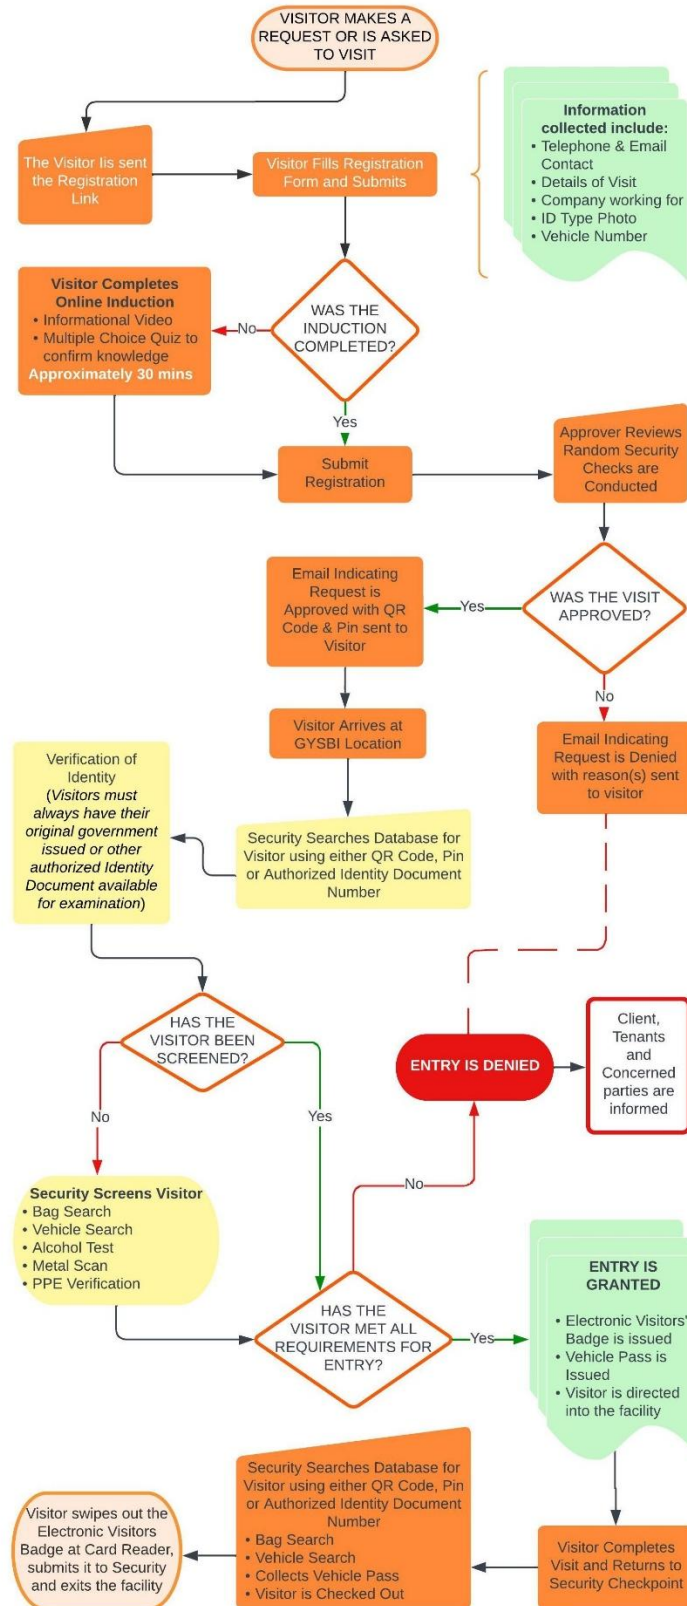 VISITOR MAKES A
REQUEST OR IS ASKED
TO VISIT
Information
collected include:
• Telephone & Email
Contact
• Details of Visit
• Company working for
• ID Type Photo
• Vehicle Number
The Visitor Iis sent
the Registration
Link
Visitor Fills Registration
Form and Submits
Visitor Completes
Online Induction
• Informational Video
• Multiple Choice Quiz to
confirm knowledge
Approximately 30 mins
No
WAS THE
INDUCTION
COMPLETED?
Yes
Submit
Registration
Approver Reviews
Random Security
Checks are
Conducted
WAS THE VISIT
APPROVED?
Yes
Email Indicating
Request is
Approved with QR
Code & Pin sent to
Visitor
No
Email Indicating
Request is Denied
with reason(s) sent
to visitor
Visitor Arrives at
GYSBI Location
Security Searches Database for
Visitor using either QR Code, Pin
or Authorized Identity Document
Number
Verification of
Identity
(Visitors must
always have their
original government
issued or other
authorized Identity
Document available
for examination)
HAS THE
VISITOR BEEN
SCREENED?
No
Yes
ENTRY IS DENIED
Client,
Tenants
and
Concerned
parties are
informed
Security Screens Visitor
• Bag Search
• Vehicle Search
• Alcohol Test
• Metal Scan
• PPE Verification
No
HAS THE
VISITOR MET ALL
REQUIREMENTS FOR
ENTRY?
Yes
ENTRY IS
GRANTED
• Electronic Visitors'
Badge is issued
• Vehicle Pass is
Issued
• Visitor is directed
into the facility
Visitor Completes
Visit and Returns to
Security Checkpoint
Security Searches Database for
Visitor using either QR Code, Pin
or Authorized Identity Document
Number
• Bag Search
• Vehicle Search
• Collects Vehicle Pass
• Visitor is Checked Out
Visitor swipes out the
Electronic Visitors
Badge at Card Reader,
submits it to Security
and exits the facility